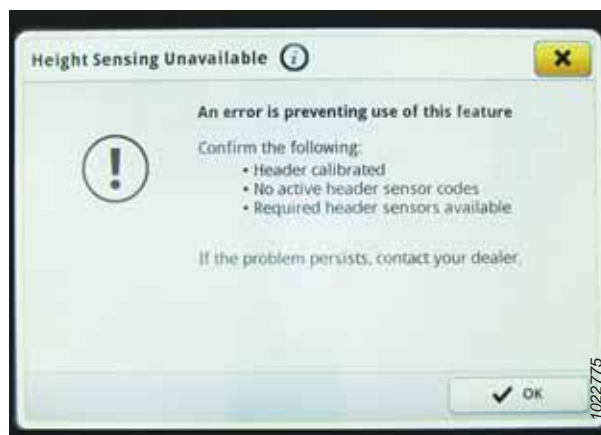 Height Sensing Unavailable
An error is preventing use of this feature
Confirm the following:
• Header calibrated
• No active header sensor codes
• Required header sensors available
If the problem persists, contact your dealer.
OK
1022775